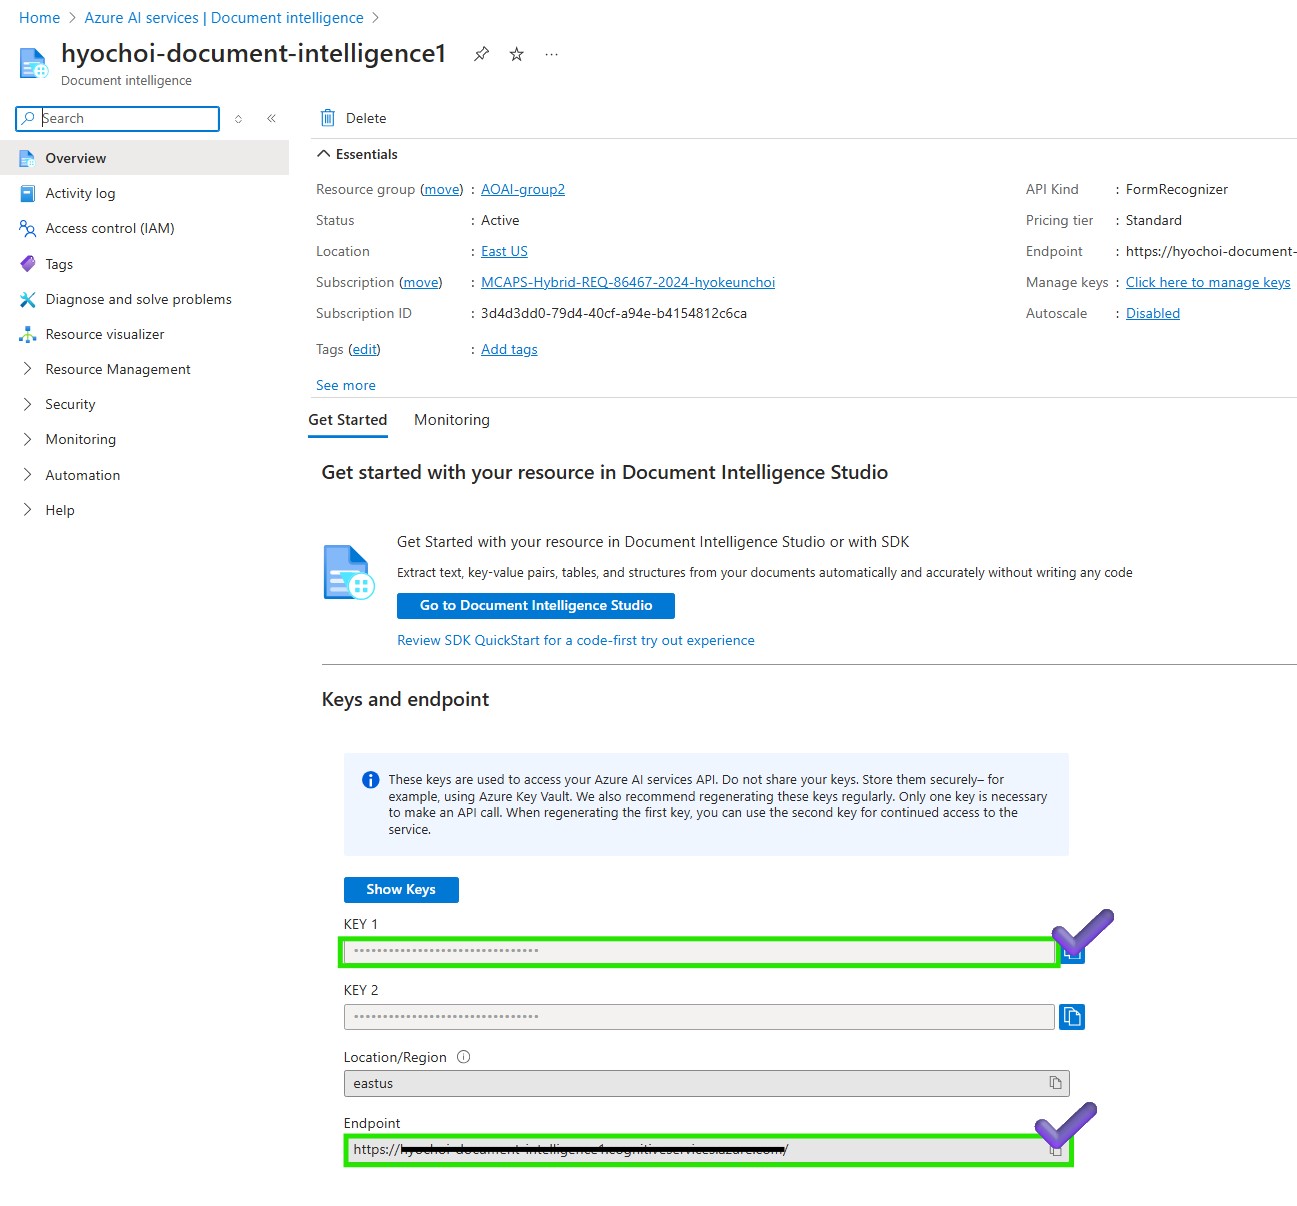 Home > Azure AI services | Document intelligence >
hyochoi-document-intelligence1 ...
Document intelligence
Search
Overview
Activity log
Access control (IAM)
Tags
Diagnose and solve problems
Resource visualizer
Resource Management
Security
Monitoring
Automation
Help
Delete
Essentials
Resource group (move) : AOAI-group2
Status : Active
Location : East US
Subscription (move) : MCAPS-Hybrid-REQ-86467-2024-hyokeunchoi
Subscription ID : 3d4d3dd0-79d4-40cf-a94e-b4154812c6ca
Tags (edit) : Add tags
See more
API Kind : FormRecognizer
Pricing tier : Standard
Endpoint : https://hyochoi-document-
Manage keys : Click here to manage keys
Autoscale : Disabled
Get Started Monitoring
Get started with your resource in Document Intelligence Studio
Get Started with your resource in Document Intelligence Studio or with SDK
Extract text, key-value pairs, tables, and structures from your documents automatically and accurately without writing any code
Go to Document Intelligence Studio
Review SDK QuickStart for a code-first try out experience
Keys and endpoint
These keys are used to access your Azure AI services API. Do not share your keys. Store them securely– for
example, using Azure Key Vault. We also recommend regenerating these keys regularly. Only one key is necessary
to make an API call. When regenerating the first key, you can use the second key for continued access to the
service.
Show Keys
KEY 1
KEY 2
Location/Region
eastus
Endpoint
https://